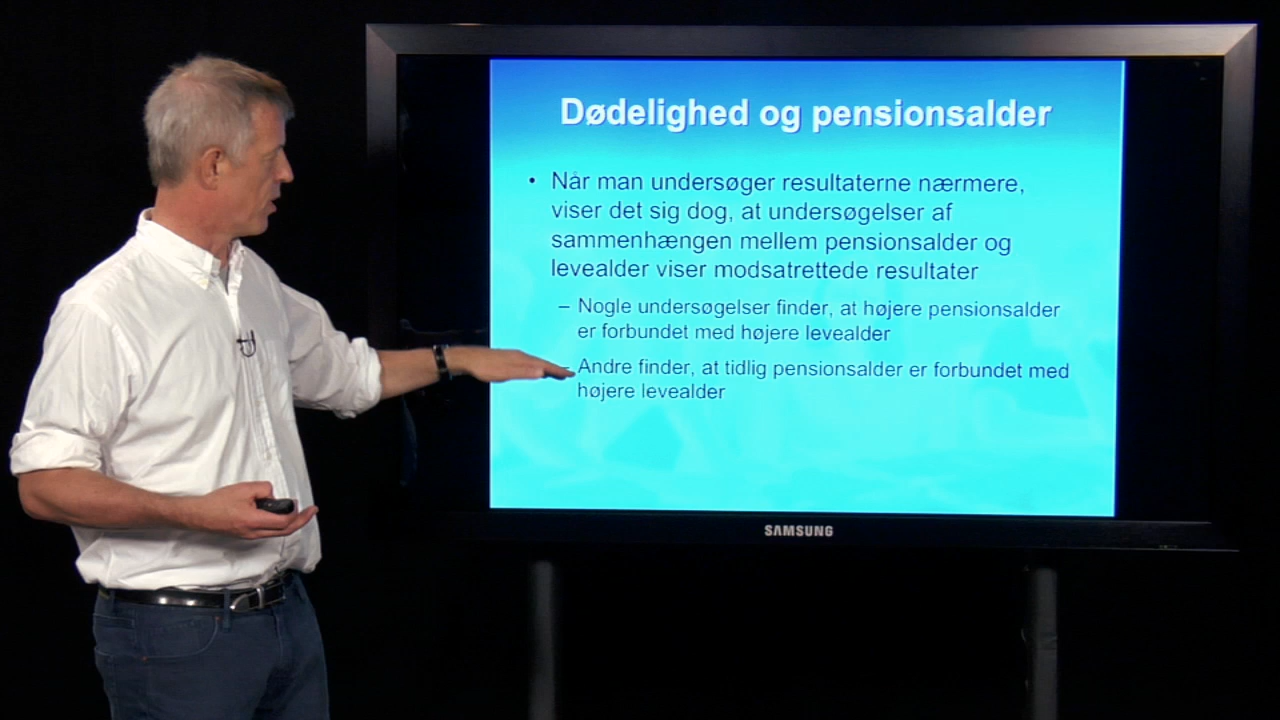 Dødelighed og pensionsalder
• Når man undersøger resultaterne nærmere,
viser det sig dog, at undersøgelser af
sammenhængen mellem pensionsalder og
levealder viser modsatrettede resultater
– Nogle undersøgelser finder, at højere pensionsalder
er forbundet med højere levealder
– Andre finder, at tidlig pensionsalder er forbundet med
højere levealder
SAMSUNG